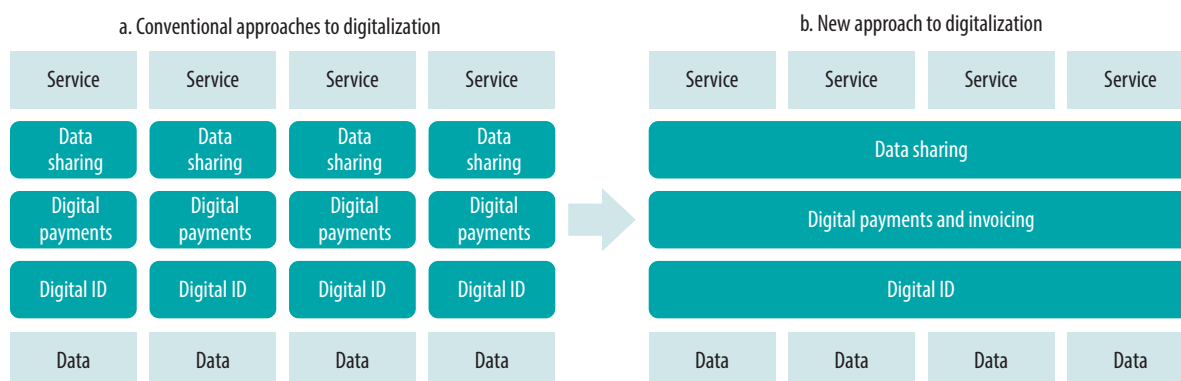 a. Conventional approaches to digitalization
Service Service Service Service
Data Data Data Data
sharing sharing sharing sharing
Digital Digital Digital Digital
payments payments payments payments
Digital ID Digital ID Digital ID Digital ID
Data Data Data Data
b. New approach to digitalization
Service Service Service Service
Data sharing
Digital payments and invoicing
Digital ID
Data Data Data Data